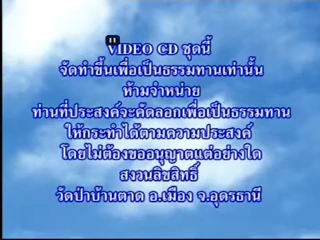 VIDEO CD ชุดนี้
จัดทำขึ้นเพื่อเป็นธรรมทานเท่านั้น
ห้ามจำหน่าย
ท่านที่ประสงค์จะคัดลอกเพื่อเป็นธรรมทาน
ให้กระทำได้ตามความประสงค์
โดยไม่ต้องขออนุญาตแต่อย่างใด
สงวนลิขสิทธิ์
วัดป่าบ้านตาด อ.เมือง จ.อุดรธานี